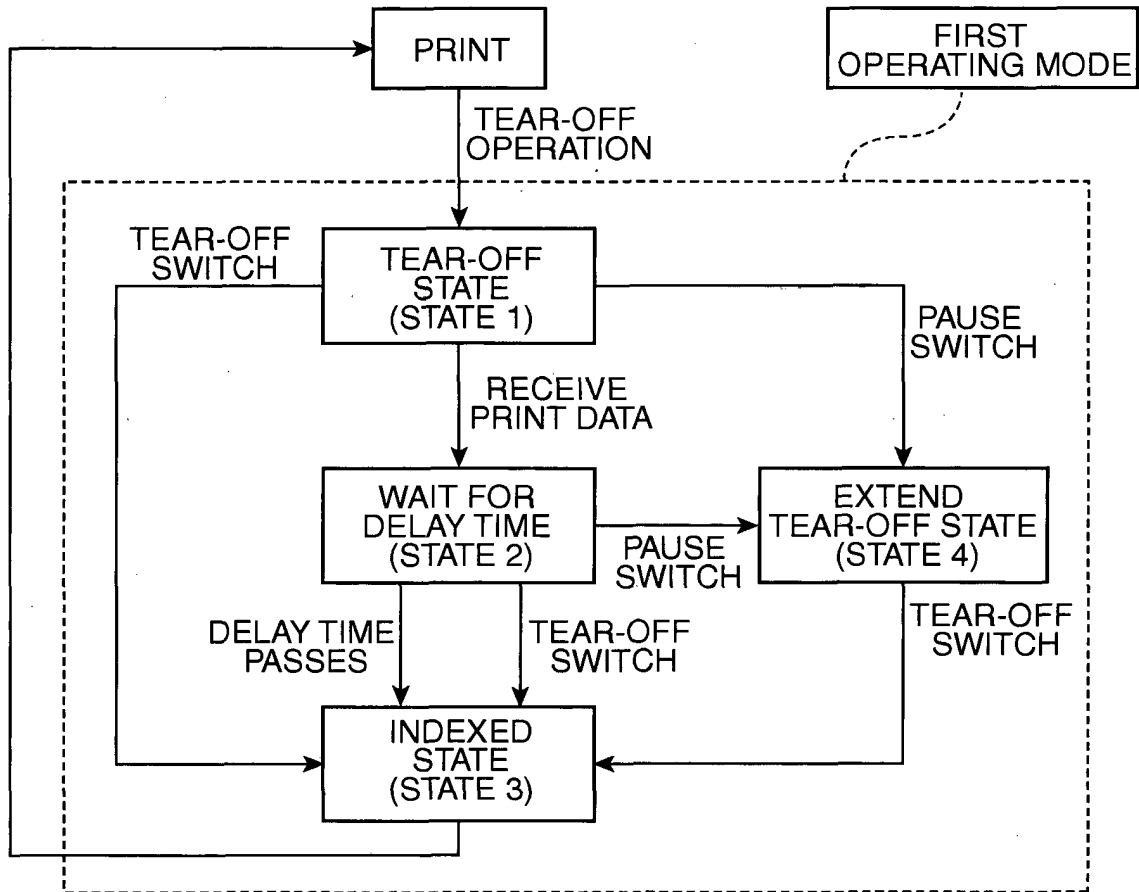 PRINT
FIRST
OPERATING MODE
TEAR-OFF
OPERATION
TEAR-OFF
SWITCH
TEAR-OFF
STATE
(STATE 1)
PAUSE
SWITCH
RECEIVE
PRINT DATA
WAIT FOR
DELAY TIME
(STATE 2)
PAUSE
SWITCH
EXTEND
TEAR-OFF STATE
(STATE 4)
DELAY TIME
PASSES
TEAR-OFF
SWITCH
TEAR-OFF
SWITCH
INDEXED
STATE
(STATE 3)